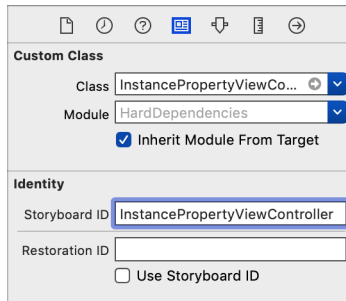 Custom Class
Class InstancePropertyViewCo...
Module HardDependencies
Inherit Module From Target
Identity
Storyboard ID InstancePropertyViewController
Restoration ID
Use Storyboard ID